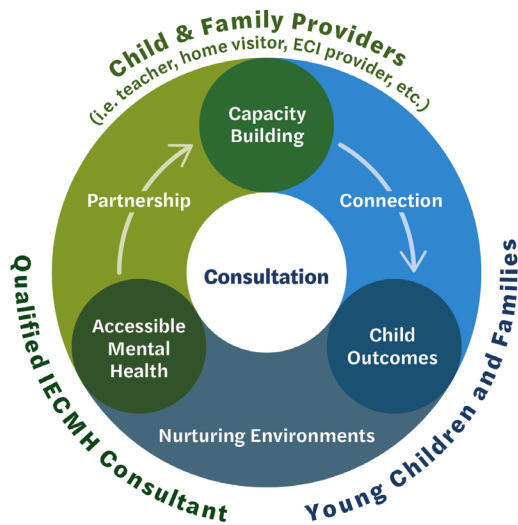 Child & Family Providers
(i.e. teacher, home visitor, ECI provider, etc.)
Capacity
Building
Partnership
Connection
Consultation
Accessible
Mental
Health
Child
Outcomes
Nurturing Environments
Qualified IECMH Consultant
Young Children and Families